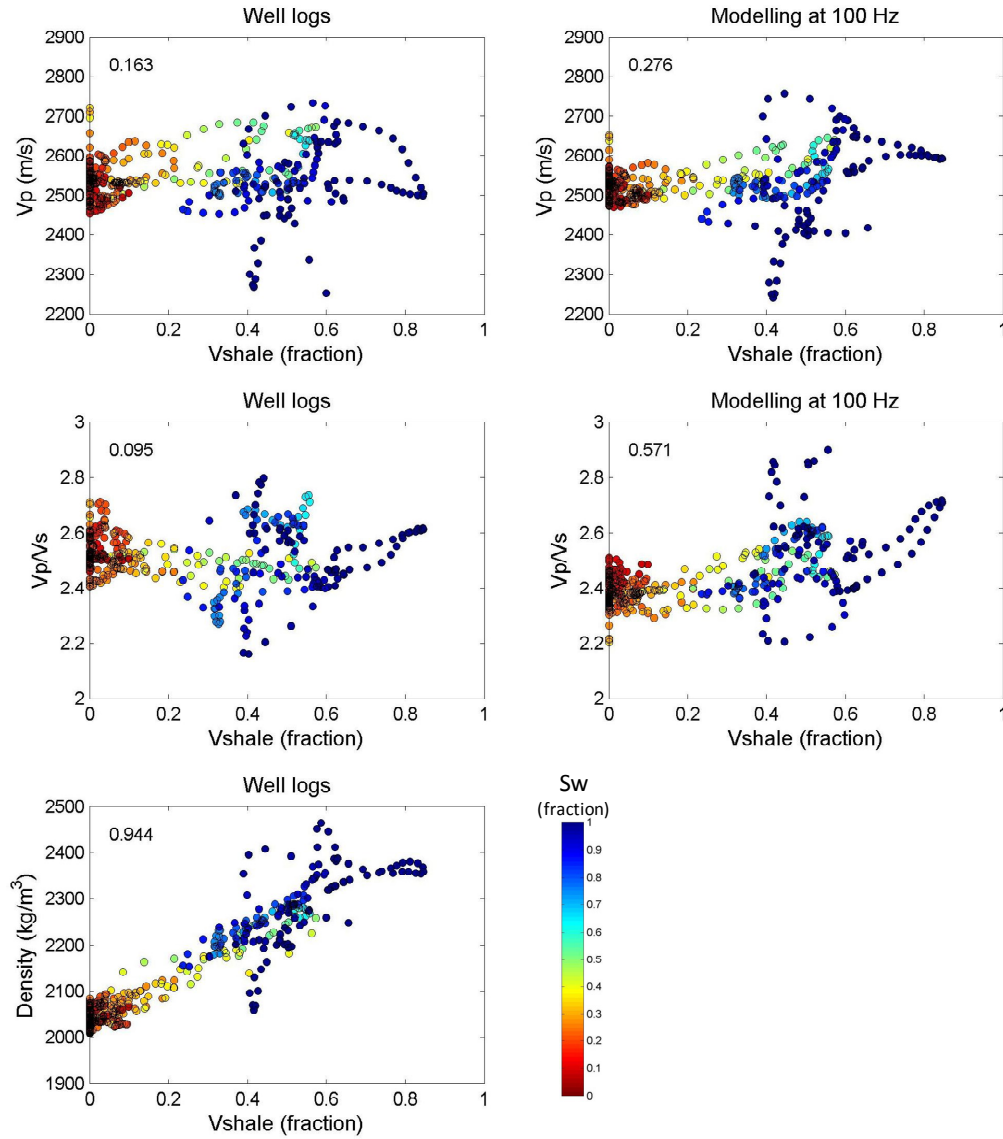 Well logs
2900
2800
2700
2600
2500
2400
2300
2200
Vp (m/s)
0.163
0 0.2 0.4 0.6 0.8 1
Vshale (fraction)
Modelling at 100 Hz
2900
2800
2700
2600
2500
2400
2300
2200
Vp (m/s)
0.276
0 0.2 0.4 0.6 0.8 1
Vshale (fraction)
Well logs
3
2.8
2.6
2.4
2.2
2
Vp/Vs
0.095
0 0.2 0.4 0.6 0.8 1
Vshale (fraction)
Modelling at 100 Hz
3
2.8
2.6
2.4
2.2
2
Vp/Vs
0.571
0 0.2 0.4 0.6 0.8 1
Vshale (fraction)
Well logs
2500
2400
2300
2200
2100
2000
1900
Density (kg/m³)
0.944
0 0.2 0.4 0.6 0.8 1
Vshale (fraction)
Sw
(fraction)
1
0.9
0.8
0.7
0.6
0.5
0.4
0.3
0.2
0.1
0